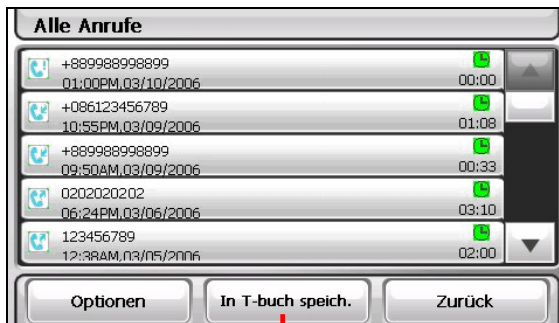 Alle Anrufe
+889988998899
01:00PM,03/10/2006
00:00
+086123456789
10:55PM,03/09/2006
01:08
+889988998899
09:50AM,03/09/2006
00:33
0202020202
06:24PM,03/06/2006
03:10
123456789
12:38AM,03/05/2006
02:00
Optionen
In T-buch speich.
Zurück